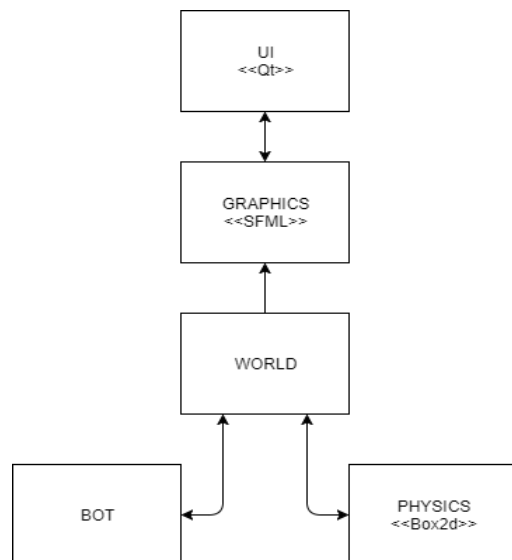 UI
<<Qt>>
GRAPHICS
<<SFML>>
WORLD
BOT
PHYSICS
<<Box2d>>